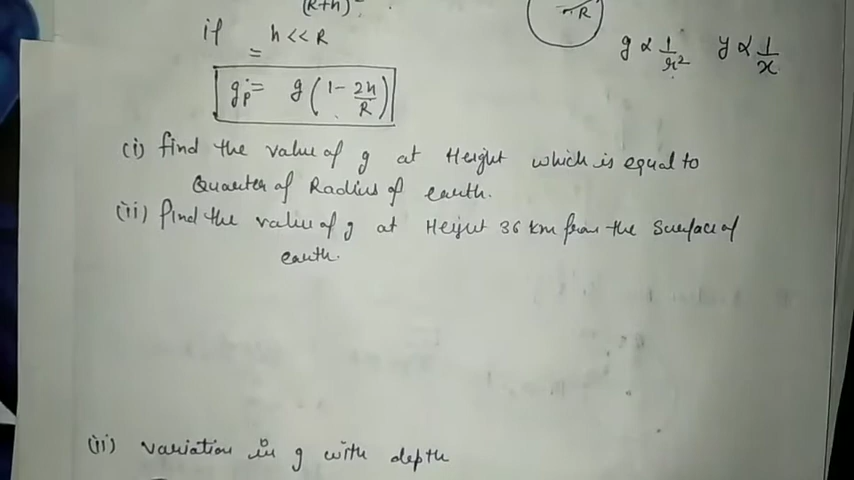 (R+h)
R
if h << R
g ∝ 1/r² y ∝ 1/x
gp = g(1 - 2h/R)
(i) find the value of g at Height which is equal to
Quarter of Radius of earth.
(ii) find the value of g at Height 36 km from the surface of
earth.
(ii) variation in g with depth